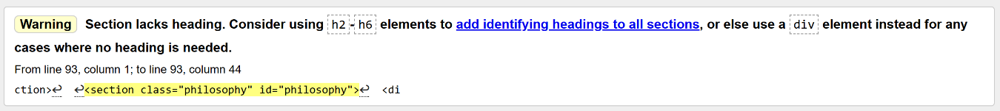 Warning Section lacks heading. Consider using h2-h6 elements to add identifying headings to all sections, or else use a div element instead for any
cases where no heading is needed.
From line 93, column 1; to line 93, column 44
ction>↩  ↩<section class="philosophy" id="philosophy">↩  <di